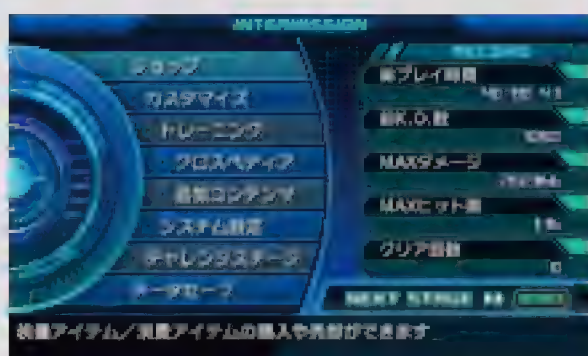 INTERMISSION
ショップ
カスタマイズ
トレーニング
クロスペディア
追加コンテンツ
システム設定
チャレンジステージ
データセーブ
RECORD
総プレイ時間
総K.O.数
MAXダメージ
MAXヒット数
クリア回数
0
NEXT STAGE
装備アイテム/消費アイテムの購入や売却ができます